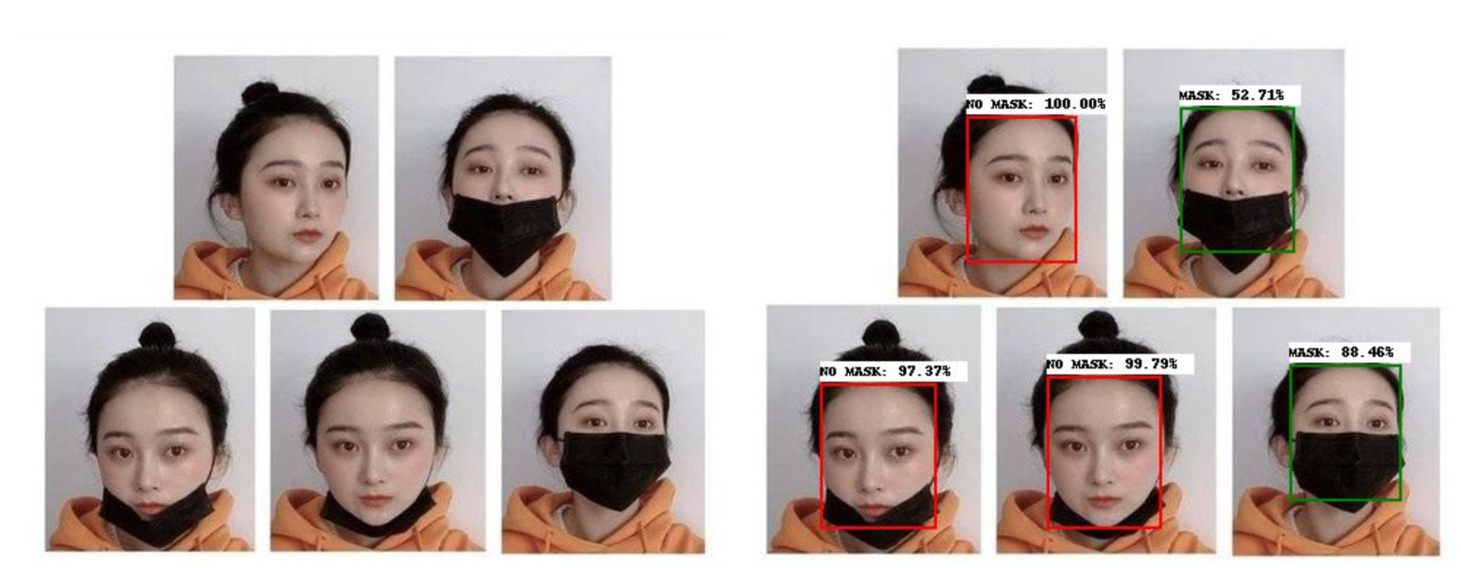 NO MASK: 100.00%
MASK: 52.71%
NO MASK: 97.37%
NO MASK: 99.79%
MASK: 88.46%